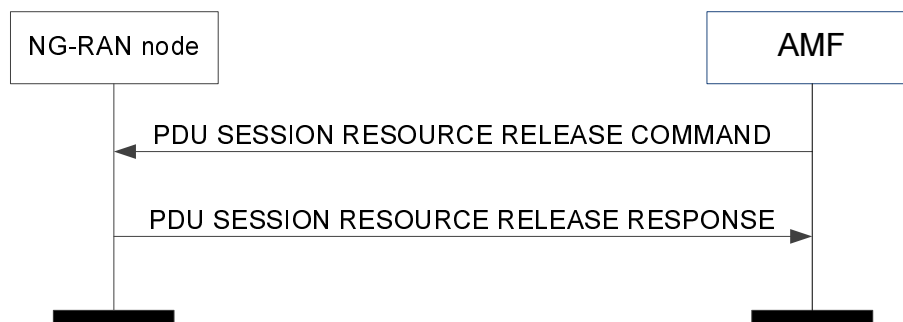 NG-RAN node
AMF
PDU SESSION RESOURCE RELEASE COMMAND
PDU SESSION RESOURCE RELEASE RESPONSE